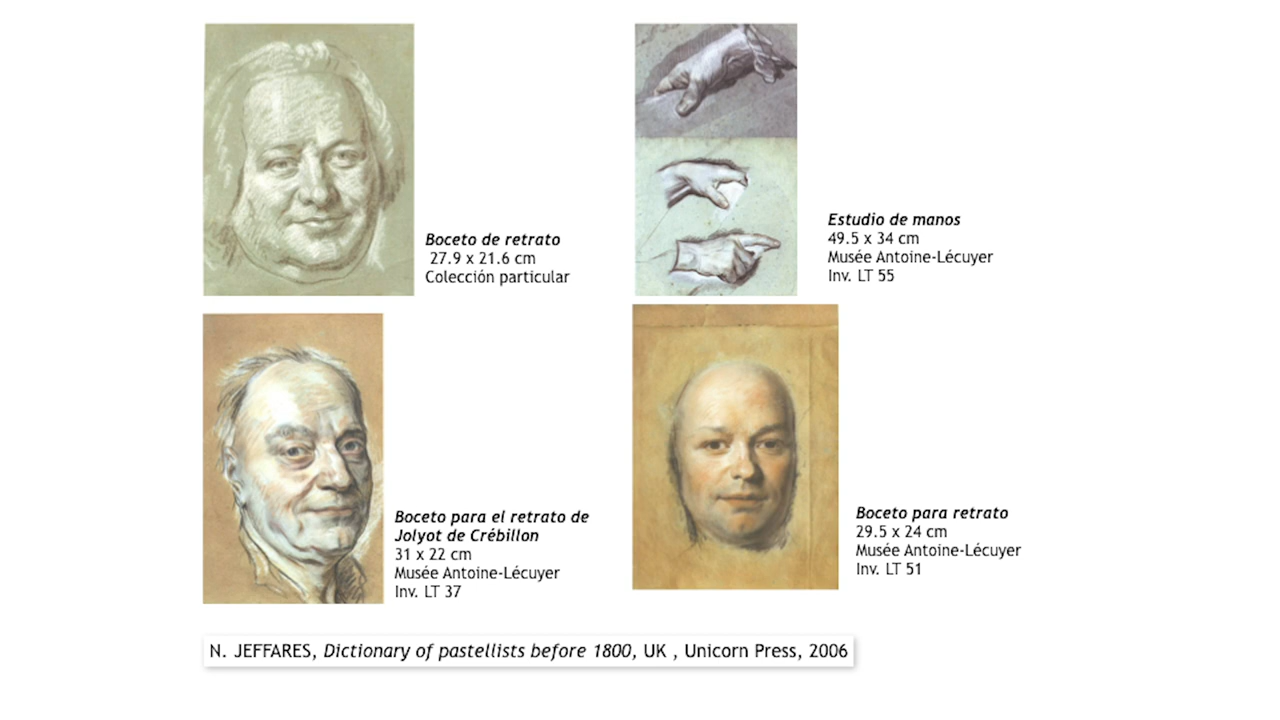 Boceto de retrato
27.9 x 21.6 cm
Colección particular
Estudio de manos
49.5 x 34 cm
Musée Antoine-Lécuyer
Inv. LT 55
Boceto para el retrato de
Jolyot de Crébillon
31 x 22 cm
Musée Antoine-Lécuyer
Inv. LT 37
Boceto para retrato
29.5 x 24 cm
Musée Antoine-Lécuyer
Inv. LT 51
N. JEFFARES, Dictionary of pastellists before 1800, UK , Unicorn Press, 2006